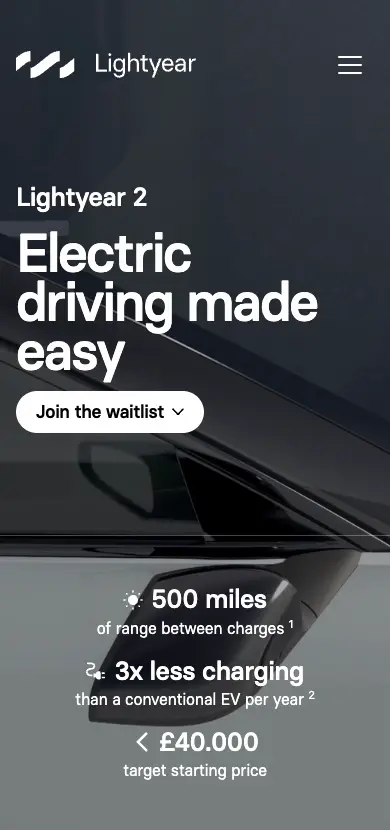 Lightyear
Lightyear 2
Electric
driving made
easy
Join the waitlist
500 miles
of range between charges ¹
3x less charging
than a conventional EV per year ²
< £40.000
target starting price